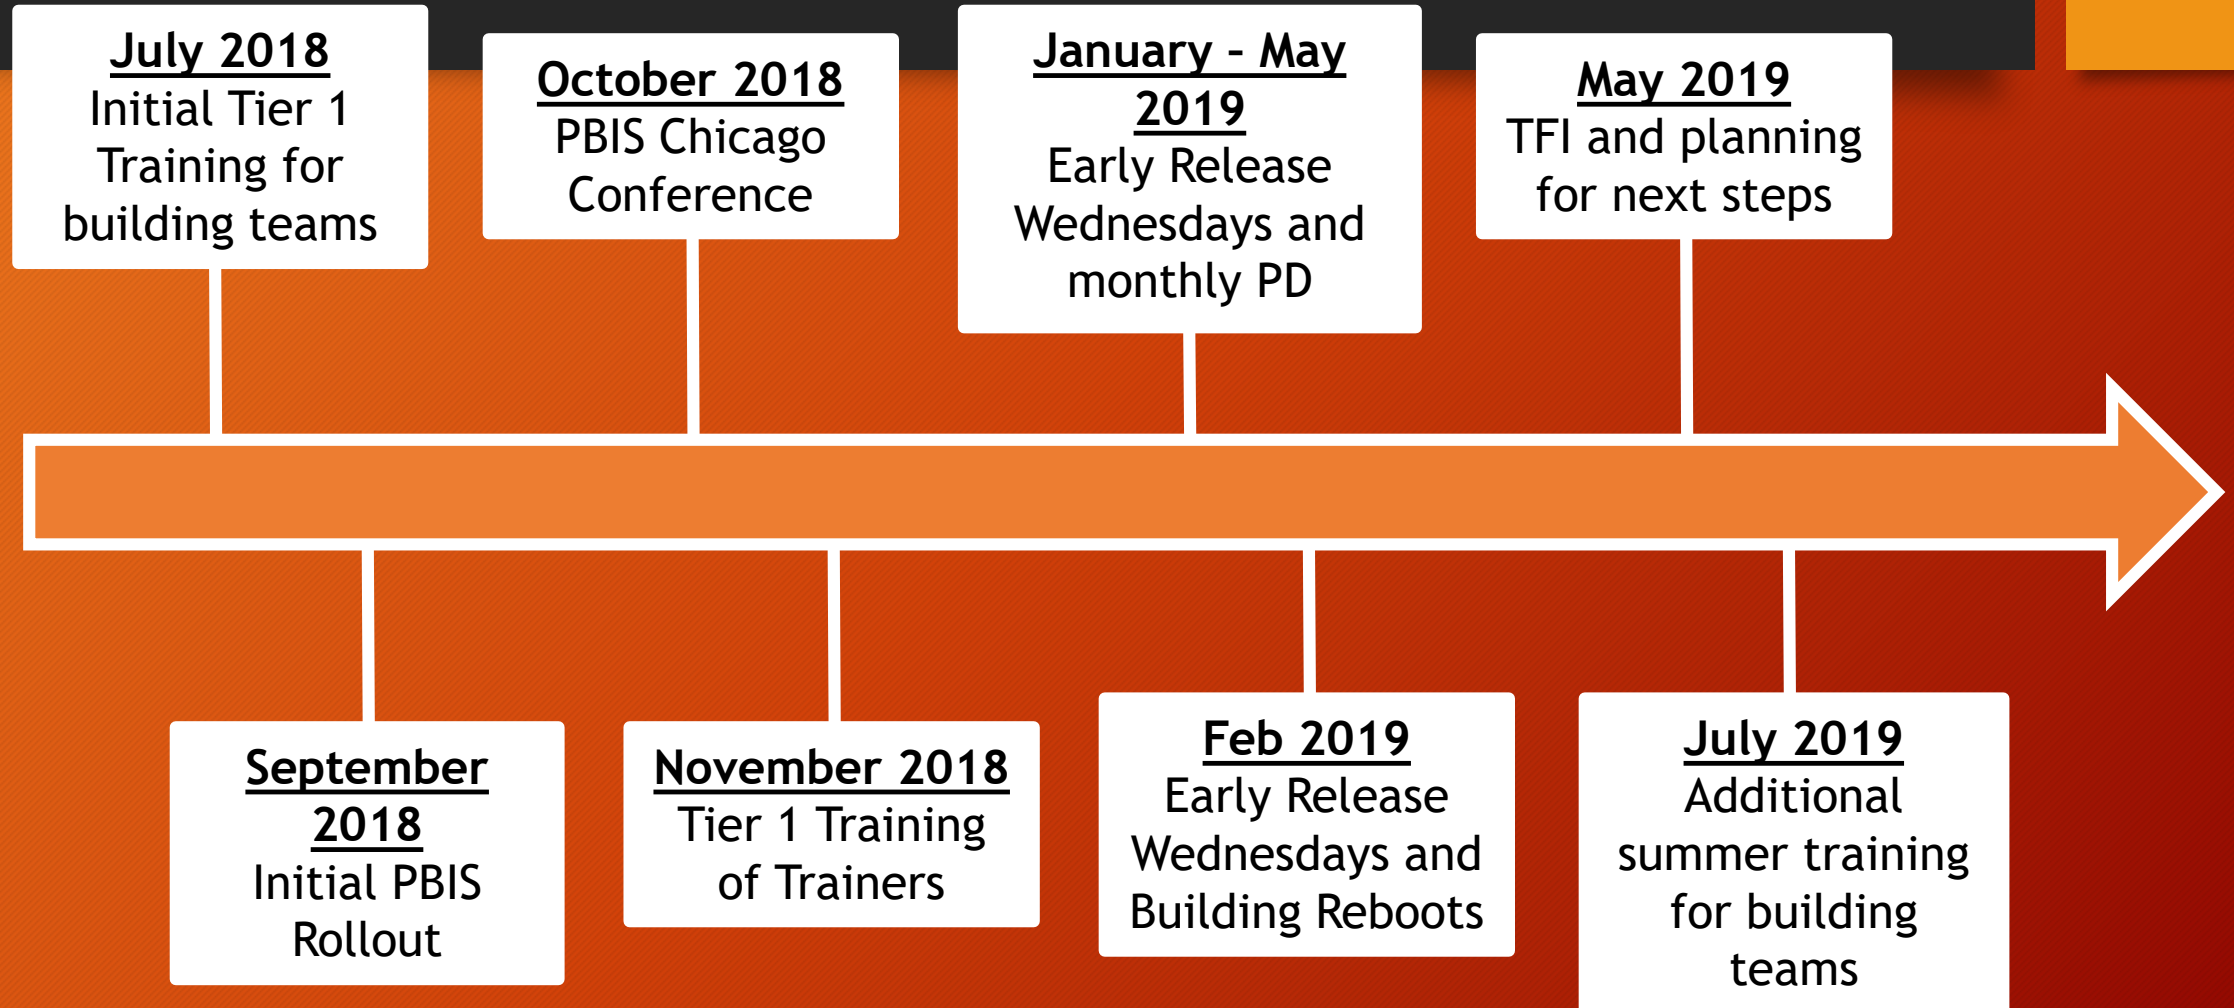 July 2018
Initial Tier 1
Training for
building teams
October 2018
PBIS Chicago
Conference
January – May
2019
Early Release
Wednesdays and
monthly PD
May 2019
TFI and planning
for next steps
September
2018
Initial PBIS
Rollout
November 2018
Tier 1 Training
of Trainers
Feb 2019
Early Release
Wednesdays and
Building Reboots
July 2019
Additional
summer training
for building
teams